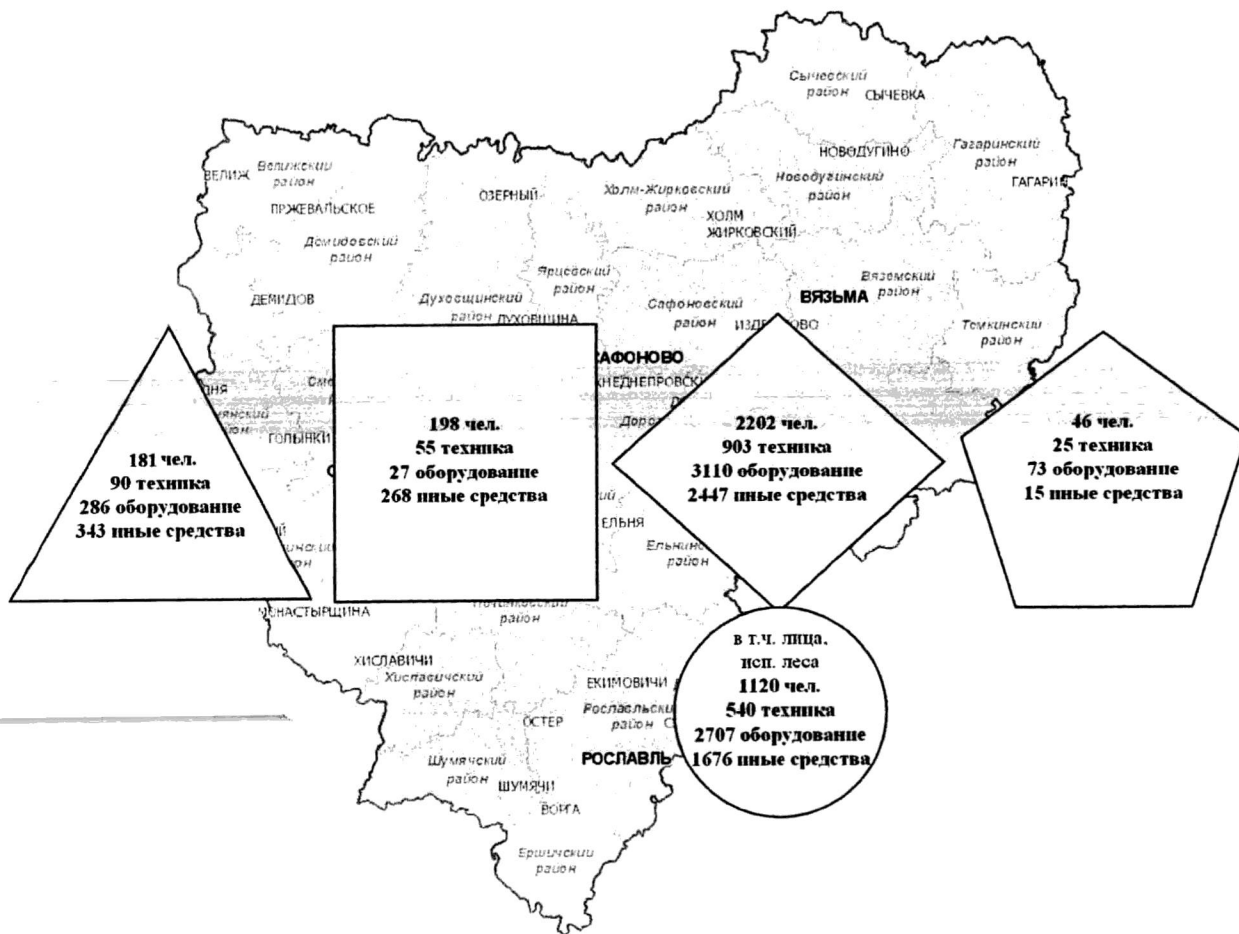 Сычевский
район
СЫЧЕВКА
НОВОДУГИНО
Гагаринский
район
ГАГАРИН
Новодугинский
район
ВЕЛИЖ
Велижский
район
ПРЖЕВАЛЬСКОЕ
ОЗЕРНЫЙ
Холм-Жирковский
район
ХОЛМ
ЖИРКОВСКИЙ
Демидовский
район
Ярцевский
район
ДЕМИДОВ
Духовщинский
район
ДУХОВЩИНА
Сафоновский
район
Вяземский
район
ВЯЗЬМА
Темкинский
район
САФОНОВО
ГОЛЫНКИ
181 чел.
90 техника
286 оборудование
343 иные средства
198 чел.
55 техника
27 оборудование
268 иные средства
2202 чел.
903 техника
3110 оборудование
2447 иные средства
46 чел.
25 техника
73 оборудование
15 иные средства
ЕЛЬНЯ
район
МОНАСТЫРЩИНА
район
в т.ч. лица,
исп. леса
1120 чел.
540 техника
2707 оборудование
1676 иные средства
ХИСЛАВИЧИ
Хиславичский
район
ЕКИМОВИЧИ
ОСТЕР
район
РОСЛАВЛЬ
Шумячский
район
ШУМЯЧИ
ВОРГА
Ершичский
район